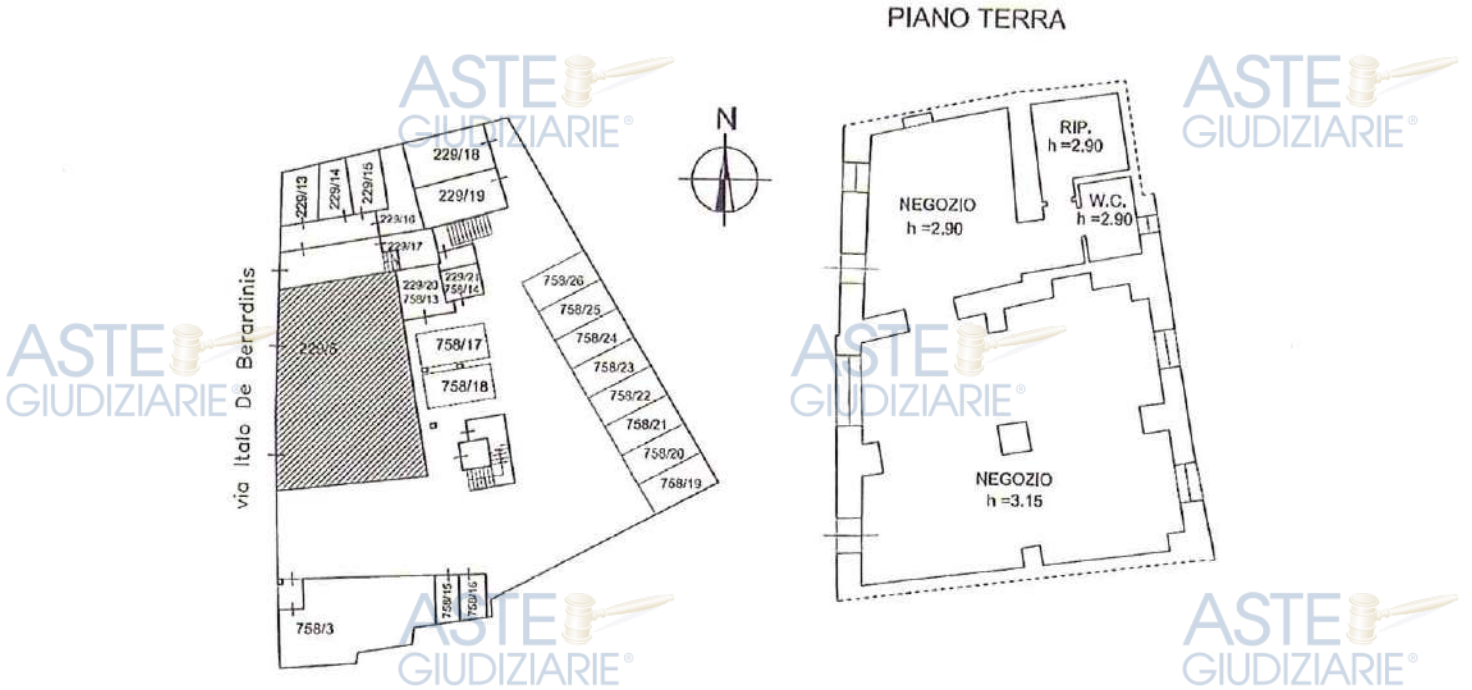 PIANO TERRA
ASTE
GIUDIZIARIE®
ASTE
GIUDIZIARIE®
N
229/13
229/14
229/15
229/18
229/19
229/16
229/17
229/20
758/13
229/21
758/14
via Italo De Berardinis
758/17
758/18
758/26
758/25
758/24
758/23
758/22
758/21
758/20
758/19
758/3
758/15
758/16
RIP.
h =2.90
W.C.
h =2.90
NEGOZIO
h =2.90
NEGOZIO
h =3.15
ASTE
GIUDIZIARIE®
ASTE
GIUDIZIARIE®
ASTE
GIUDIZIARIE®
ASTE
GIUDIZIARIE®